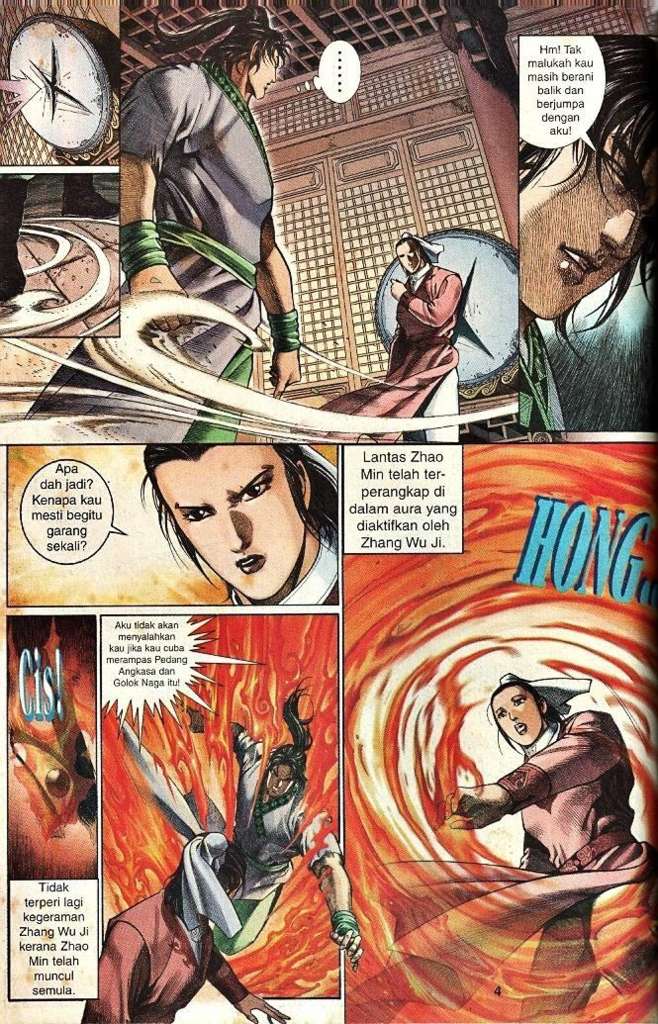 ......
Hm! Tak
malukah kau
masih berani
balik dan
berjumpa
dengan
aku!
Apa
dah jadi?
Kenapa kau
mesti begitu
garang
sekali?
Lantas Zhao
Min telah ter-
perangkap di
dalam aura yang
diaktifkan oleh
Zhang Wu Ji.
HONG..
Cis!
Aku tidak akan
menyalahkan
kau jika kau cuba
merampas Pedang
Angkasa dan
Golok Naga itu!
Tidak
terperi lagi
kegeraman
Zhang Wu Ji
kerana Zhao
Min telah
muncul
semula.
4